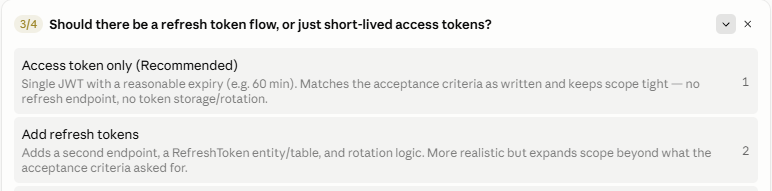 3/4 Should there be a refresh token flow, or just short-lived access tokens?
Access token only (Recommended)
Single JWT with a reasonable expiry (e.g. 60 min). Matches the acceptance criteria as written and keeps scope tight — no
refresh endpoint, no token storage/rotation.
1
Add refresh tokens
Adds a second endpoint, a RefreshToken entity/table, and rotation logic. More realistic but expands scope beyond what the
acceptance criteria asked for.
2